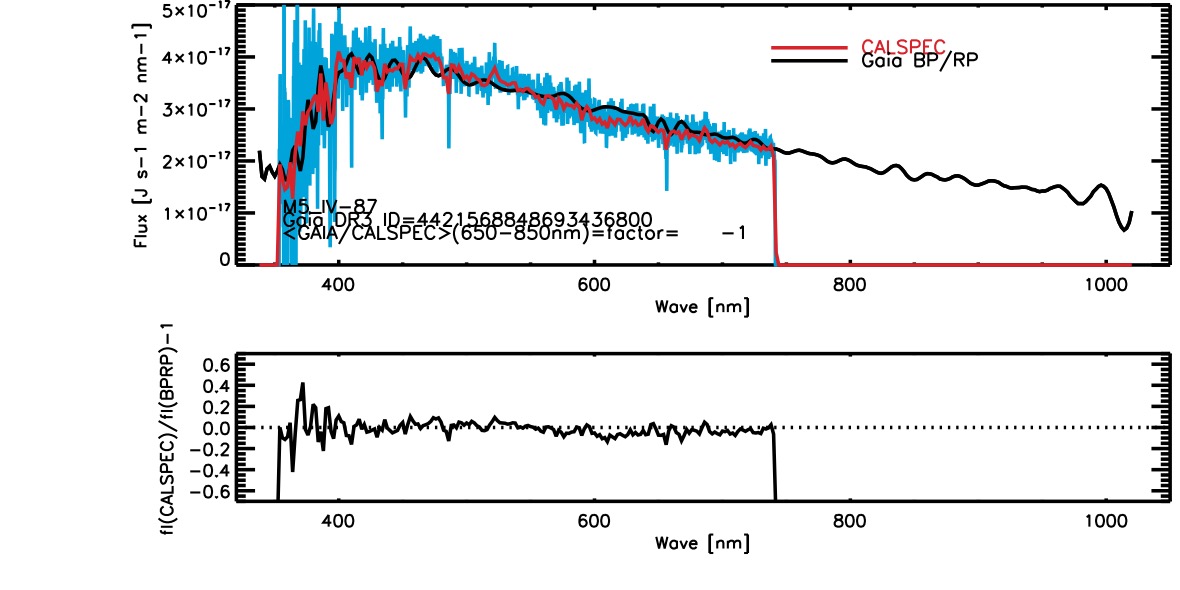 5×10−17
4×10−17
3×10−17
2×10−17
1×10−17
0
Flux [J s−1 m−2 nm−1]
CALSPEC
Gaia BP/RP
M5_IV−87
Gaia DR3 ID=4421568848693436800
<GAIA/CALSPEC>(650−850nm)=factor= −1
400 600 800 1000
Wave [nm]
fl(CALSPEC)/fl(BPRP)−1
0.6
0.4
0.2
0.0
−0.2
−0.4
−0.6
400 600 800 1000
Wave [nm]